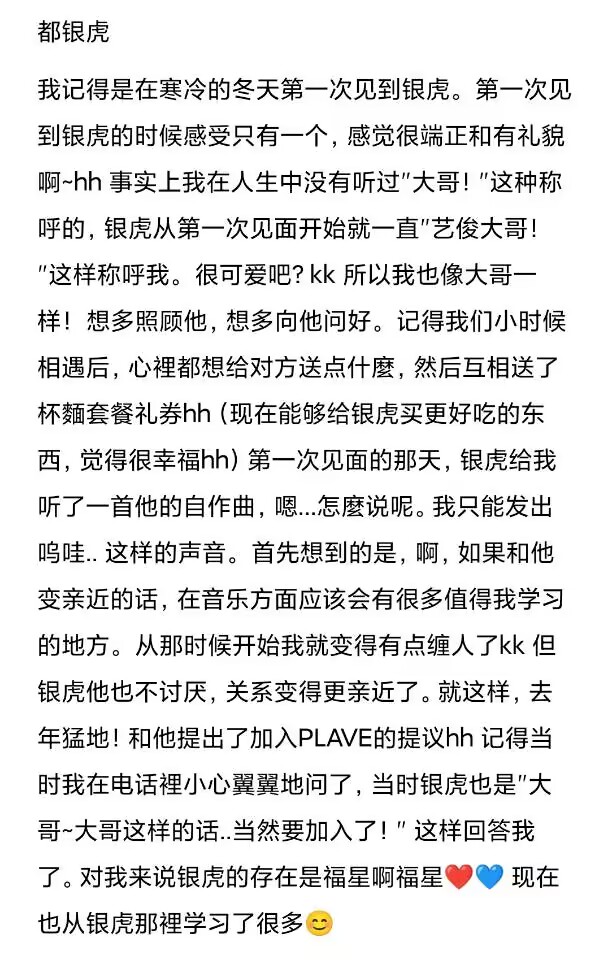 都银虎
我记得是在寒冷的冬天第一次见到银虎。第一次见
到银虎的时候感受只有一个，感觉很端正和有礼貌
啊~hh 事实上我在人生中没有听过"大哥！"这种称
呼的，银虎从第一次见面开始就一直"艺俊大哥！
"这样称呼我。很可爱吧？kk 所以我也像大哥一
样！想多照顾他，想多向他问好。记得我们小时候
相遇后，心裡都想给对方送点什麼，然后互相送了
杯麵套餐礼券hh（现在能够给银虎买更好吃的东
西，觉得很幸福hh）第一次见面的那天，银虎给我
听了一首他的自作曲，嗯...怎麼说呢。我只能发出
呜哇.. 这样的声音。首先想到的是，啊，如果和他
变亲近的话，在音乐方面应该会有很多值得我学习
的地方。从那时候开始我就变得有点缠人了kk 但
银虎他也不讨厌，关系变得更亲近了。就这样，去
年猛地！和他提出了加入PLAVE的提议hh 记得当
时我在电话裡小心翼翼地问了，当时银虎也是"大
哥~大哥这样的话..当然要加入了！" 这样回答我
了。对我来说银虎的存在是福星啊福星❤️💙 现在
也从银虎那裡学习了很多😊